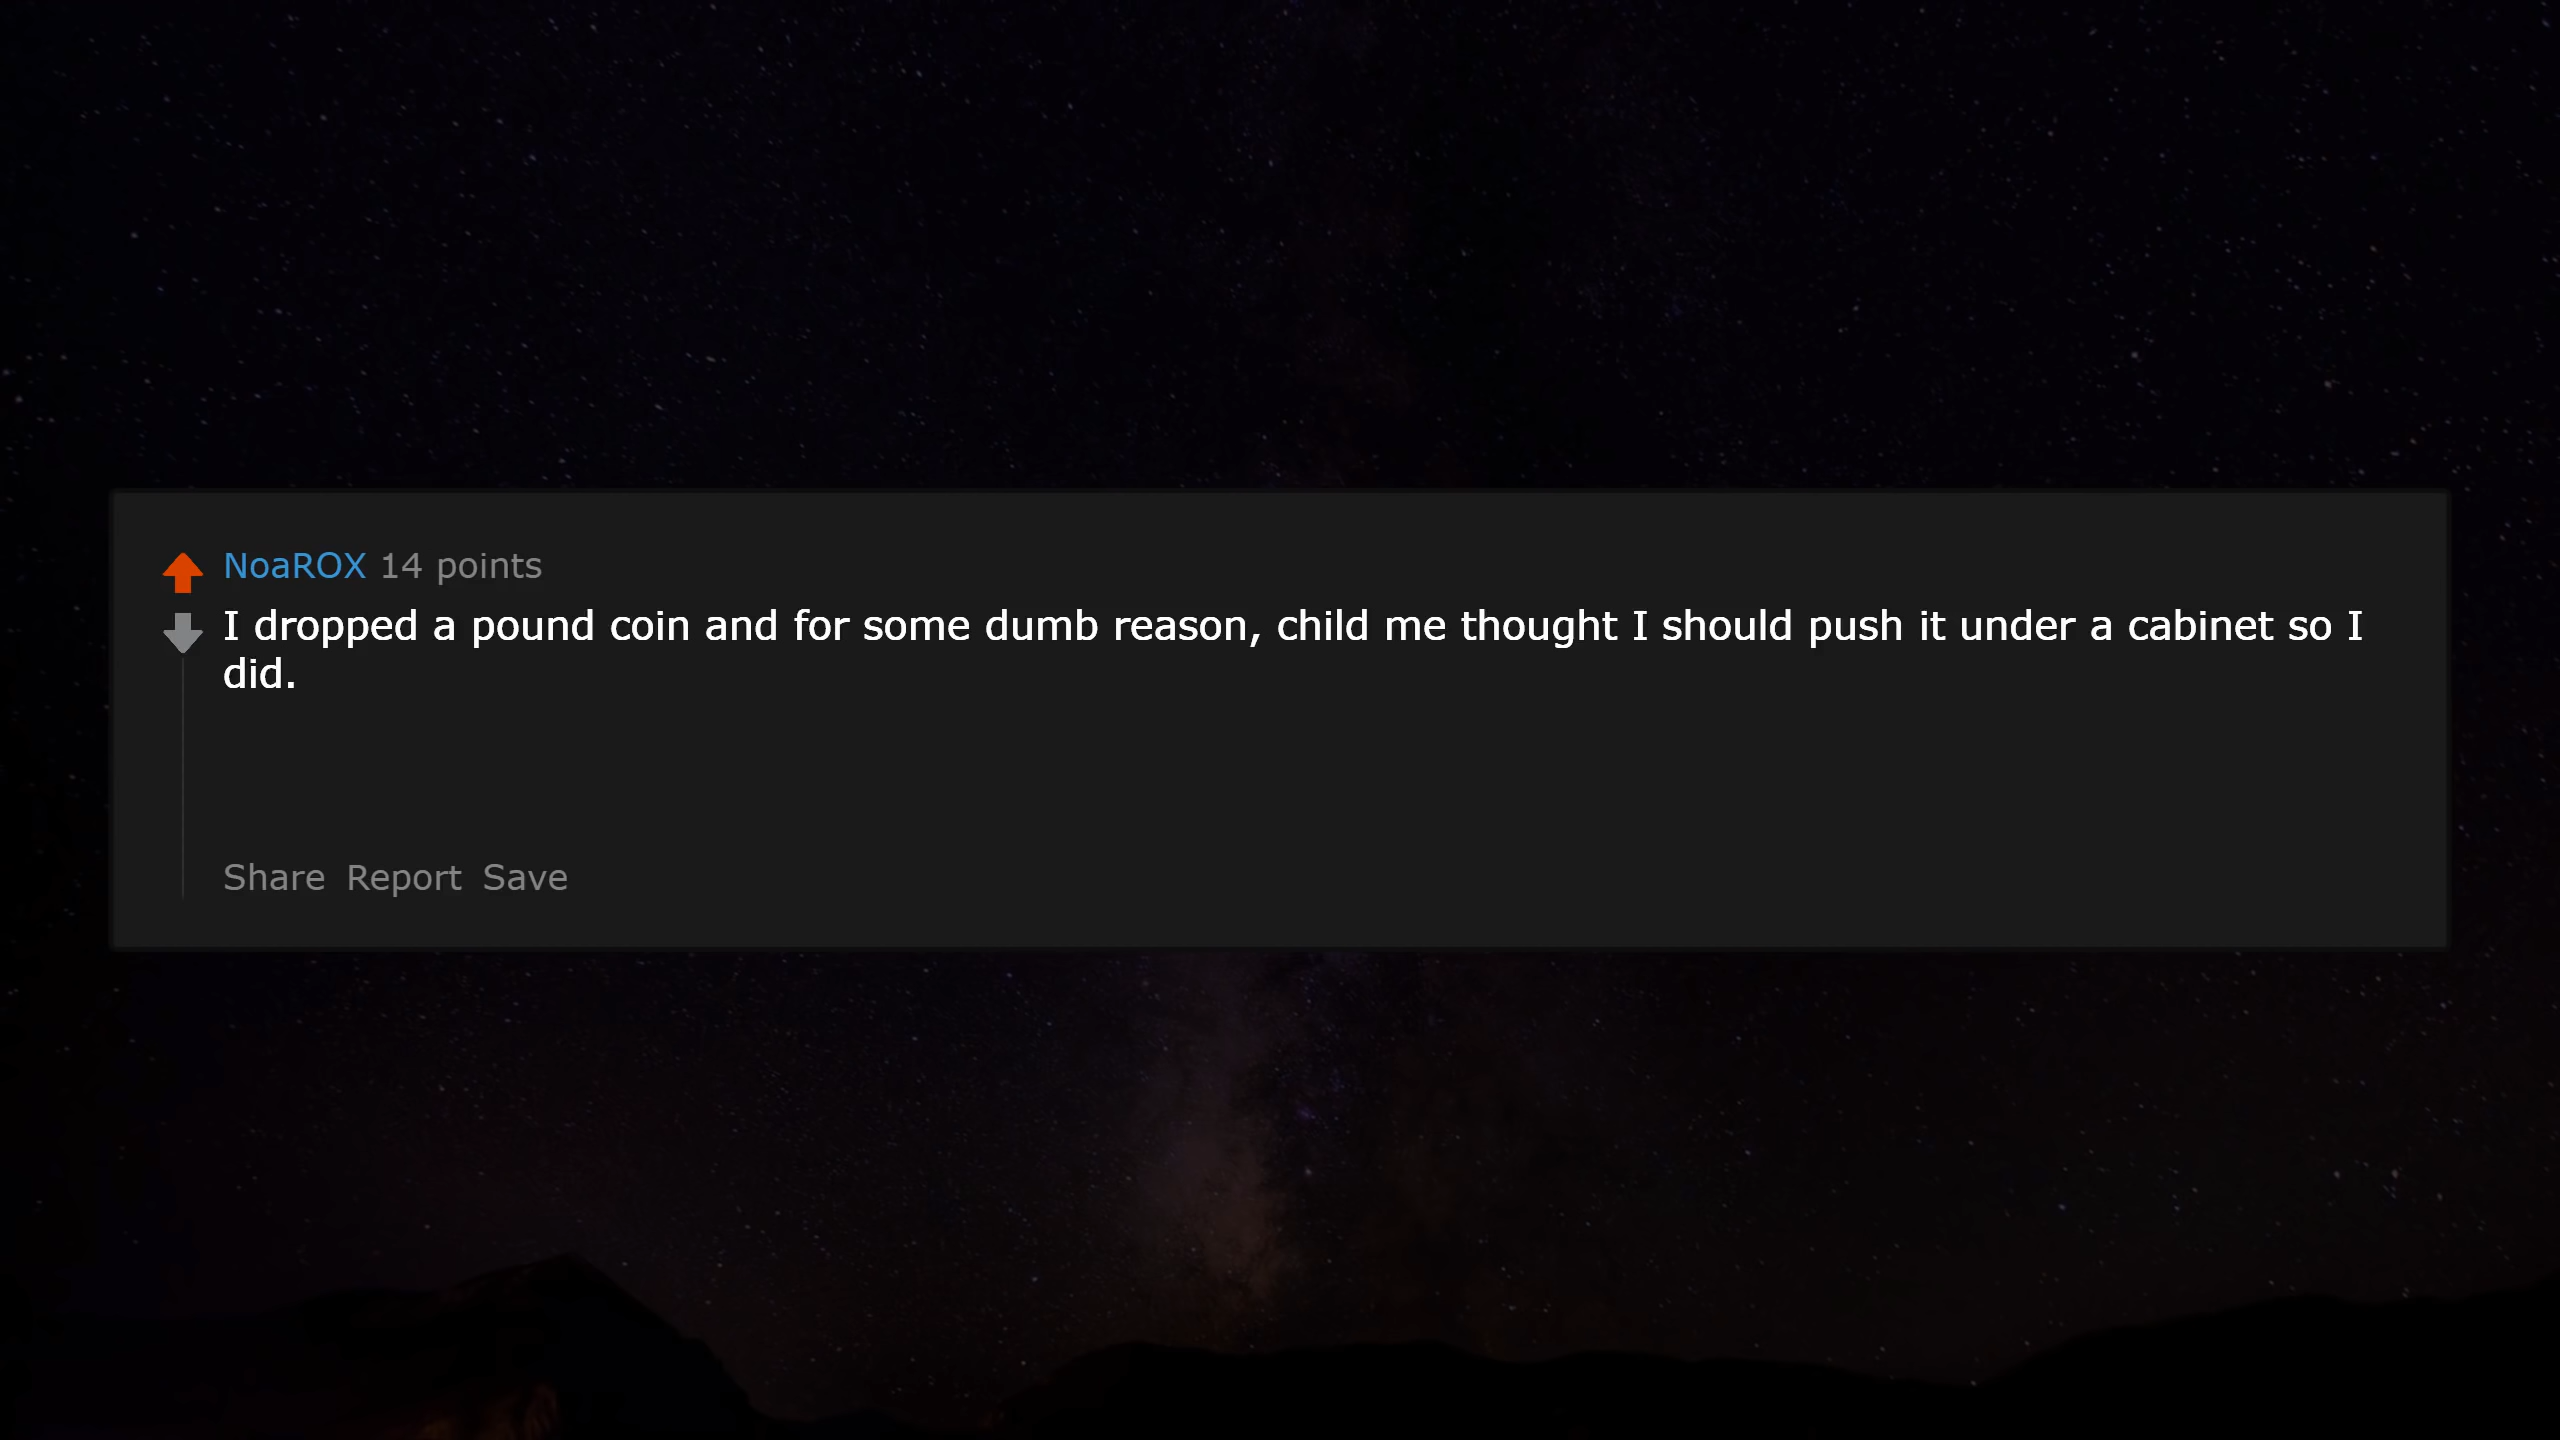 NoaROX 14 points
I dropped a pound coin and for some dumb reason, child me thought I should push it under a cabinet so I
did.
Share Report Save